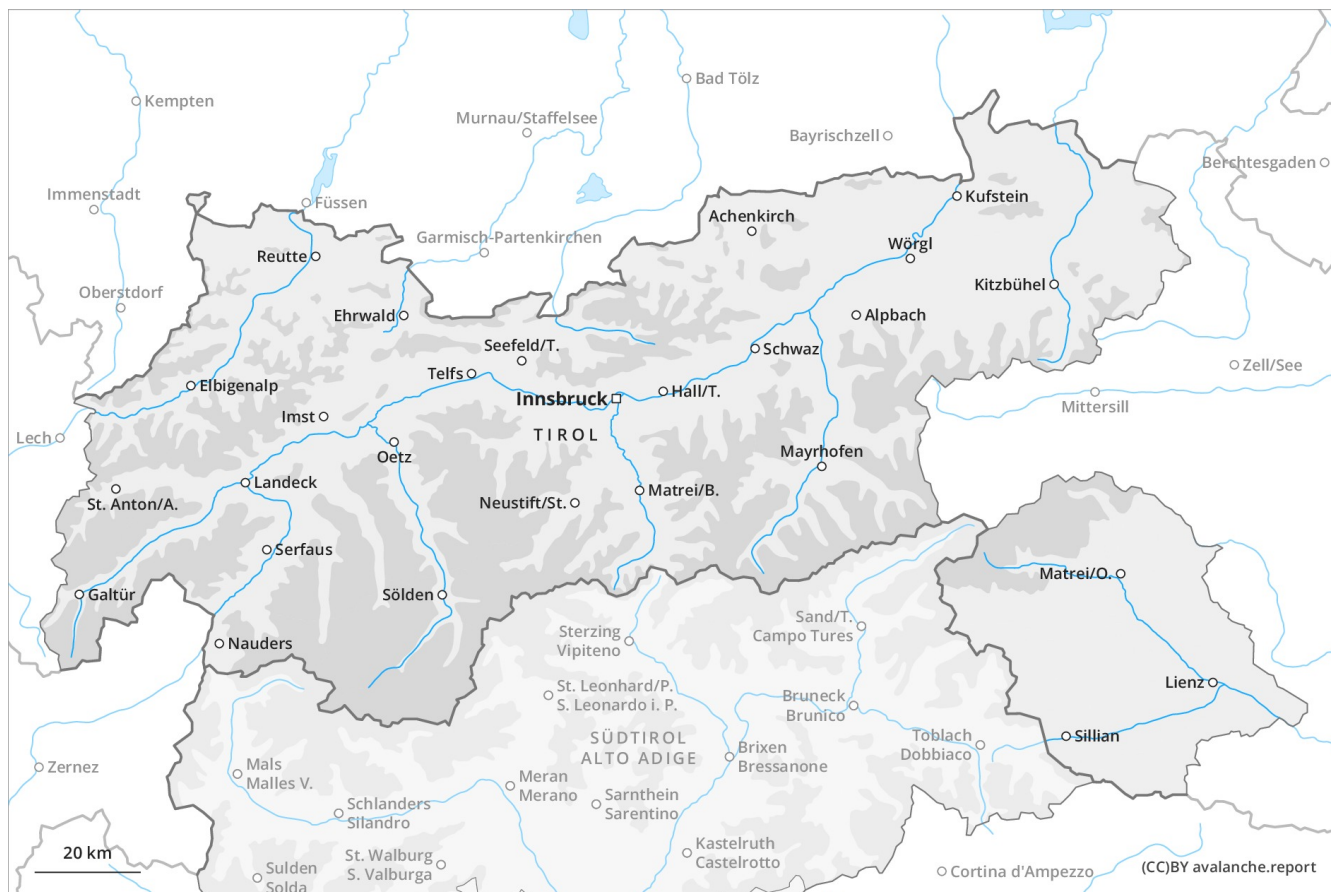 Bad Tölz
Kempten
Murnau/Staffelsee
Bayrischzell
Berchtesgaden
Immenstadt
Füssen
Kufstein
Achenkirch
Garmisch-Partenkirchen
Wörgl
Reutte
Kitzbühel
Oberstdorf
Ehrwald
Alpbach
Seefeld/T.
Schwaz
Zell/See
Telfs
Elbigenalp
Hall/T.
Innsbruck
Mittersill
Imst
TIROL
Lech
Oetz
Mayrhofen
Landeck
Matrei/B.
St. Anton/A.
Neustift/St.
Serfaus
Matrei/O.
Galtür
Sölden
Sand/T.
Campo Tures
Sterzing
Vipiteno
Nauders
Lienz
St. Leonhard/P.
S. Leonardo i. P.
Bruneck
Brunico
SÜDTIROL
ALTO ADIGE
Toblach
Dobbiaco
Sillian
Brixen
Bressanone
Zernez
Mals
Malles V.
Meran
Merano
Sarnthein
Sarentino
Schlanders
Silandro
Kastelruth
Castelrotto
20 km
St. Walburg
S. Valburga
Sulden
Solda
Cortina d'Ampezzo
(CC)BY avalanche.report